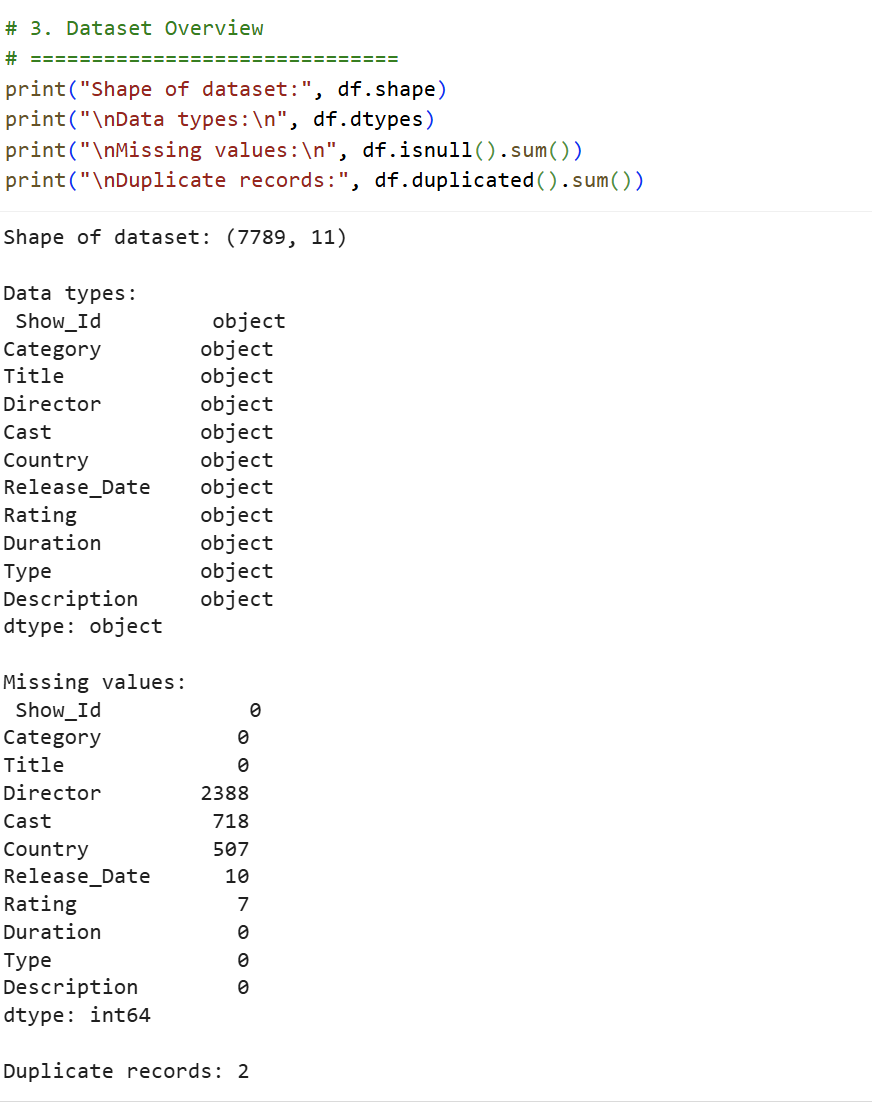 # 3. Dataset Overview
# ==============================
print("Shape of dataset:", df.shape)
print("\nData types:\n", df.dtypes)
print("\nMissing values:\n", df.isnull().sum())
print("\nDuplicate records:", df.duplicated().sum())
Shape of dataset: (7789, 11)
Data types:
 Show_Id         object
Category        object
Title           object
Director        object
Cast            object
Country         object
Release_Date    object
Rating          object
Duration        object
Type            object
Description     object
dtype: object
Missing values:
 Show_Id            0
Category           0
Title              0
Director        2388
Cast             718
Country          507
Release_Date      10
Rating             7
Duration           0
Type               0
Description        0
dtype: int64
Duplicate records: 2